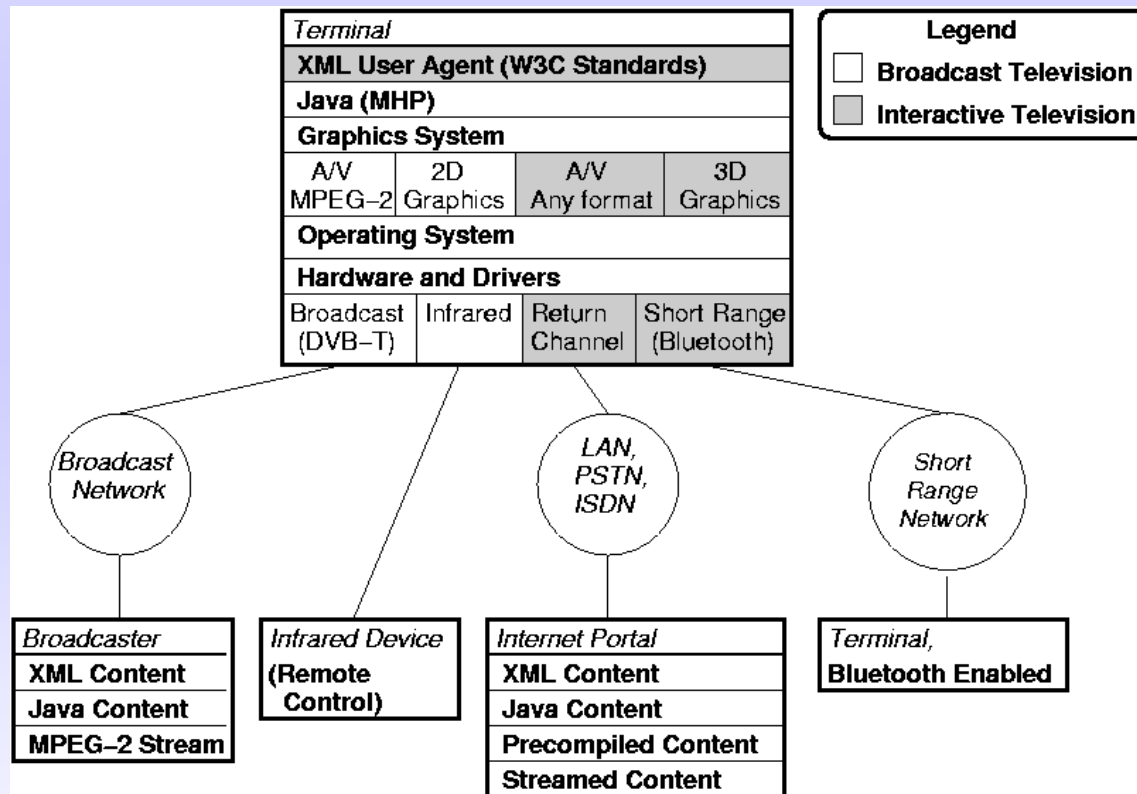 Terminal
XML User Agent (W3C Standards)
Java (MHP)
Graphics System
A/V
MPEG-2
2D
Graphics
A/V
Any format
3D
Graphics
Operating System
Hardware and Drivers
Broadcast
(DVB-T)
Infrared
Return
Channel
Short Range
(Bluetooth)
Legend
Broadcast Television
Interactive Television
Broadcast
Network
LAN,
PSTN,
ISDN
Short
Range
Network
Broadcaster
XML Content
Java Content
MPEG-2 Stream
Infrared Device
(Remote
Control)
Internet Portal
XML Content
Java Content
Precompiled Content
Streamed Content
Terminal,
Bluetooth Enabled